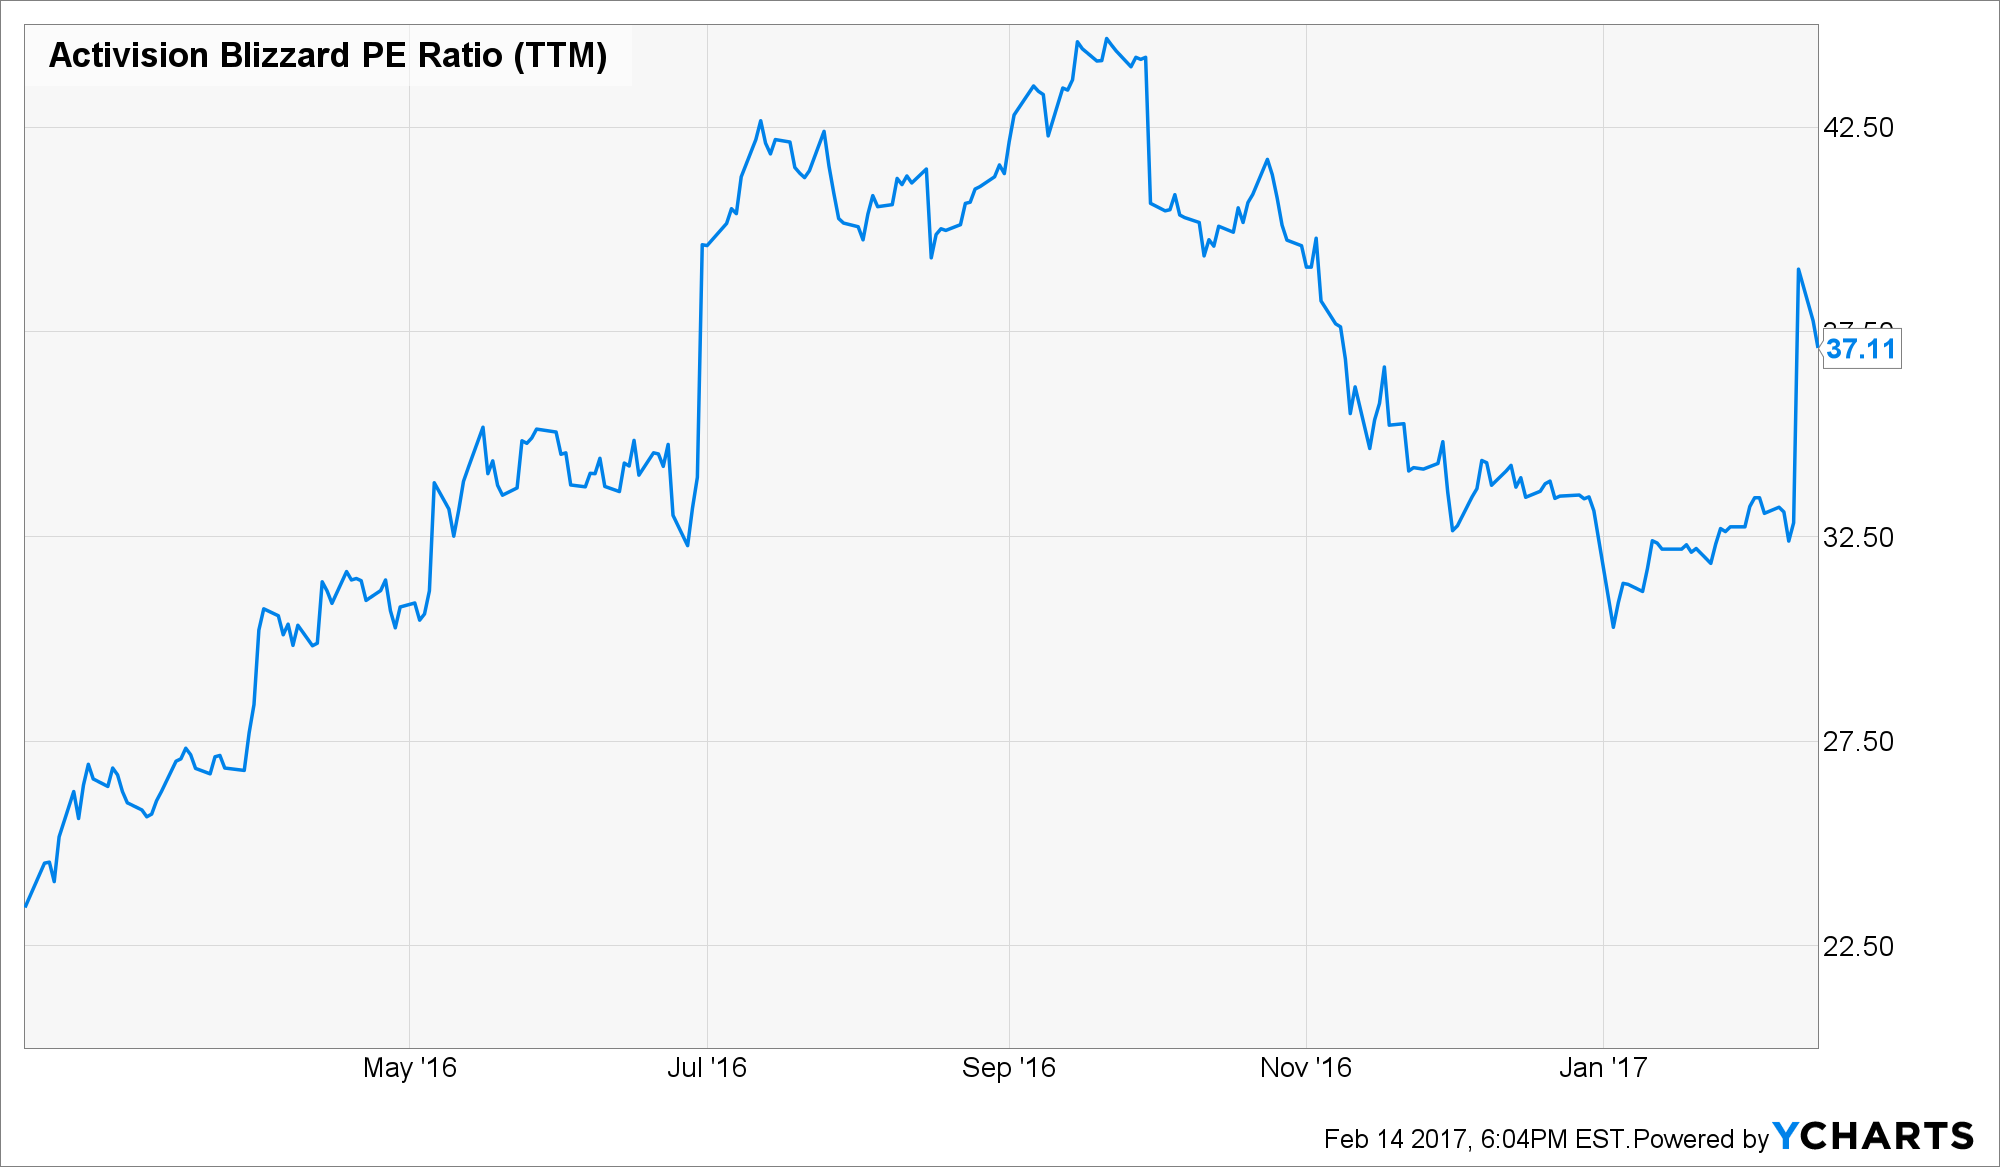 Activision Blizzard PE Ratio (TTM)
42.50
37.11
32.50
27.50
22.50
May '16 Jul '16 Sep '16 Nov '16 Jan '17
Feb 14 2017, 6:04PM EST. Powered by YCHARTS